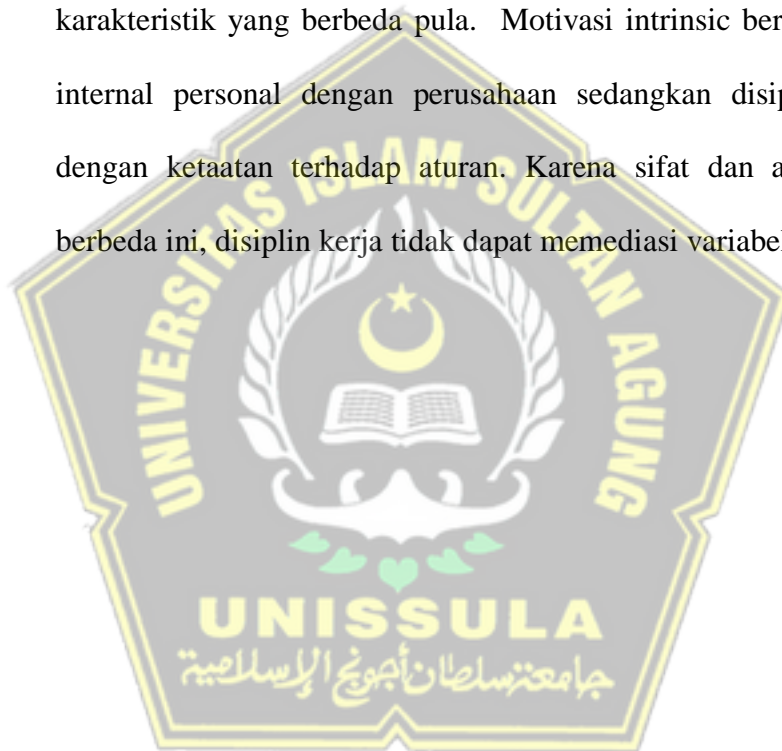 karakteristik yang berbeda pula. Motivasi intrinsic ber
internal personal dengan perusahaan sedangkan disip
dengan ketaatan terhadap aturan. Karena sifat dan a
berbeda ini, disiplin kerja tidak dapat memediasi variabel
UNIVERSITAS ISLAM SULTAN AGUNG
UNISSULA
جامعة سلطان أجونج الإسلامية